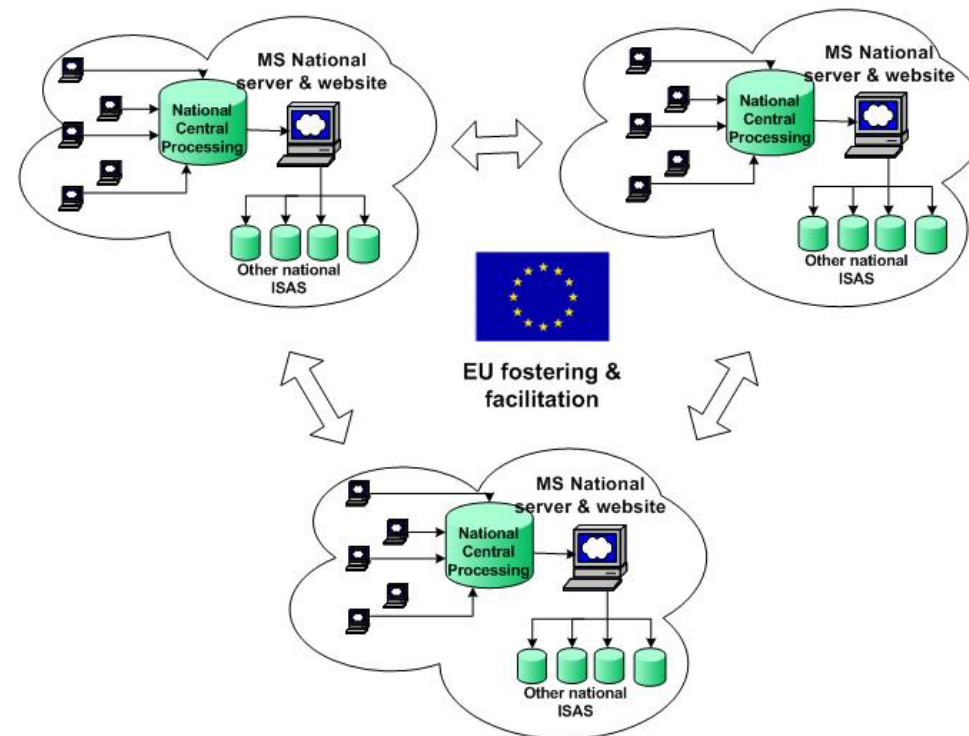 MS National
server & website
National
Central
Processing
Other national
ISAS
MS National
server & website
National
Central
Processing
Other national
ISAS
EU fostering &
facilitation
MS National
server & website
National
Central
Processing
Other national
ISAS